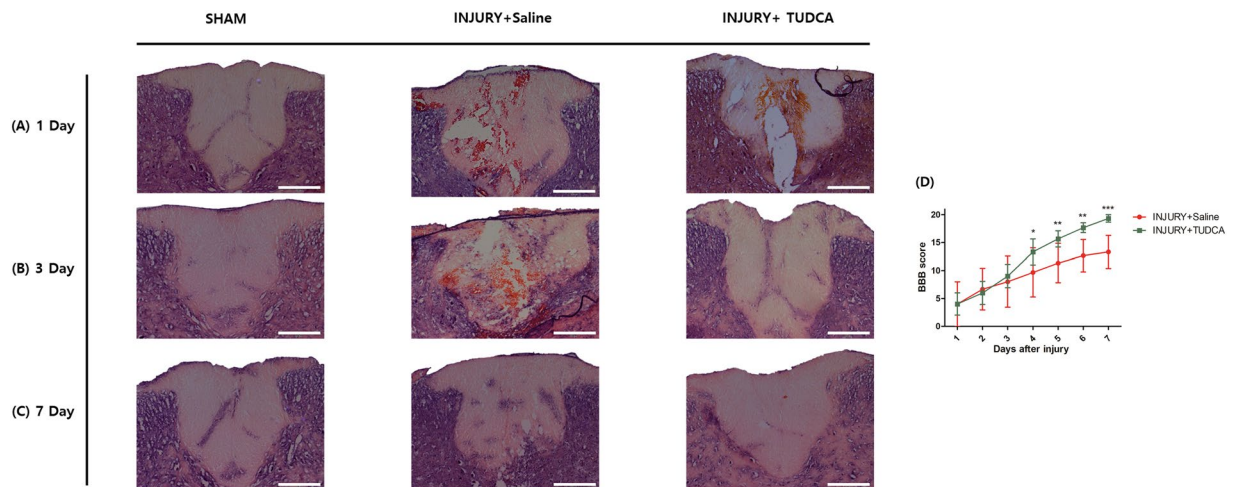 SHAM INJURY+Saline INJURY+ TUDCA
(A) 1 Day
(B) 3 Day
(C) 7 Day
(D)
BBB score
20
15
10
5
0
1 2 3 4 5 6 7
Days after injury
* ** ** ***
INJURY+Saline
INJURY+TUDCA